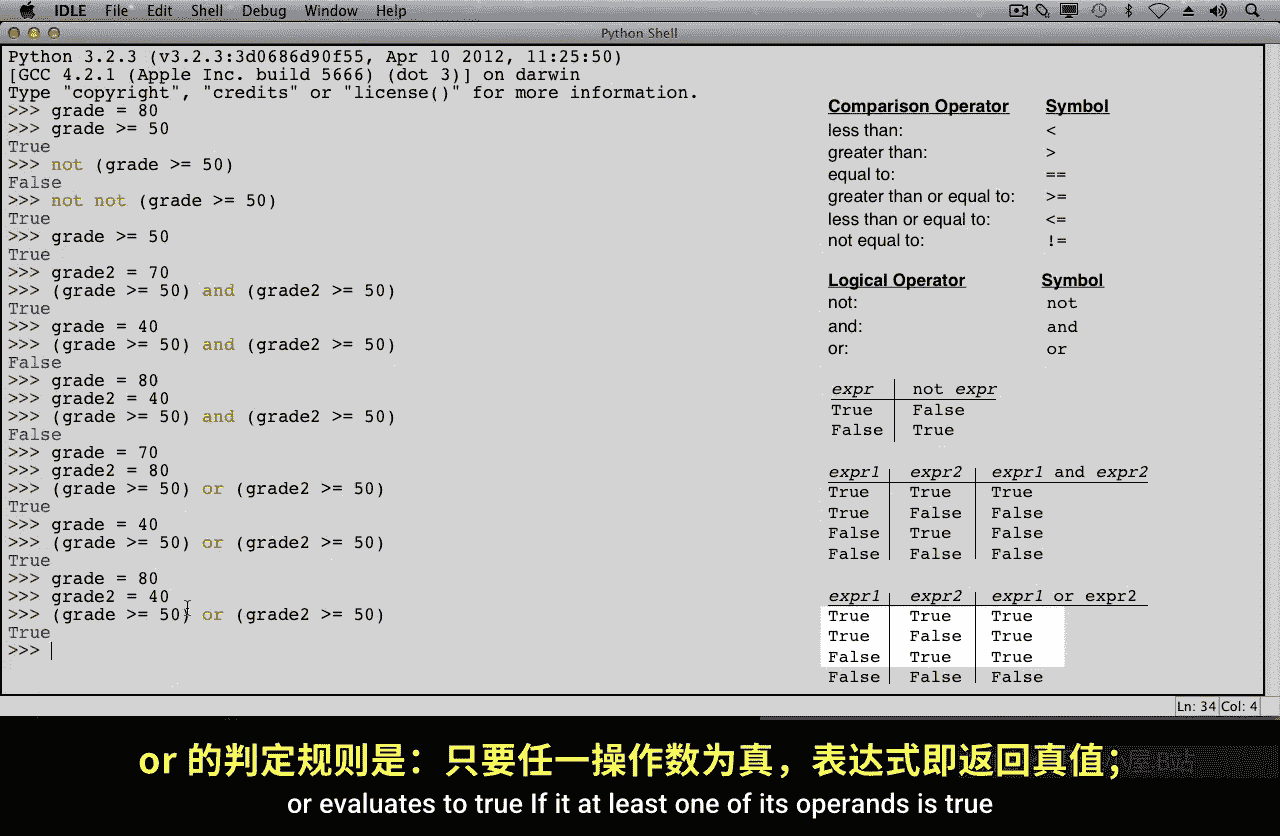 IDLE File Edit Shell Debug Window Help
Python Shell
Python 3.2.3 (v3.2.3:3d0686d90f55, Apr 10 2012, 11:25:50)
[GCC 4.2.1 (Apple Inc. build 5666) (dot 3)] on darwin
Type "copyright", "credits" or "license()" for more information.
>>> grade = 80
>>> grade >= 50
True
>>> not (grade >= 50)
False
>>> not not (grade >= 50)
True
>>> grade >= 50
True
>>> grade2 = 70
>>> (grade >= 50) and (grade2 >= 50)
True
>>> grade = 40
>>> (grade >= 50) and (grade2 >= 50)
False
>>> grade = 80
>>> grade2 = 40
>>> (grade >= 50) and (grade2 >= 50)
False
>>> grade = 70
>>> grade2 = 80
>>> (grade >= 50) or (grade2 >= 50)
True
>>> grade = 40
>>> (grade >= 50) or (grade2 >= 50)
True
>>> grade = 80
>>> grade2 = 40
>>> (grade >= 50) or (grade2 >= 50)
True
>>>
Comparison Operator Symbol
less than: <
greater than: >
equal to: ==
greater than or equal to: >=
less than or equal to: <=
not equal to: !=
Logical Operator Symbol
not: not
and: and
or: or
expr not expr
True False
False True
expr1 expr2 expr1 and expr2
True True True
True False False
False True False
False False False
expr1 expr2 expr1 or expr2
True True True
True False True
False True True
False False False
Ln: 34 Col: 4
or 的判定规则是：只要任一操作数为真，表达式即返回真值；
or evaluates to true If it at least one of its operands is true